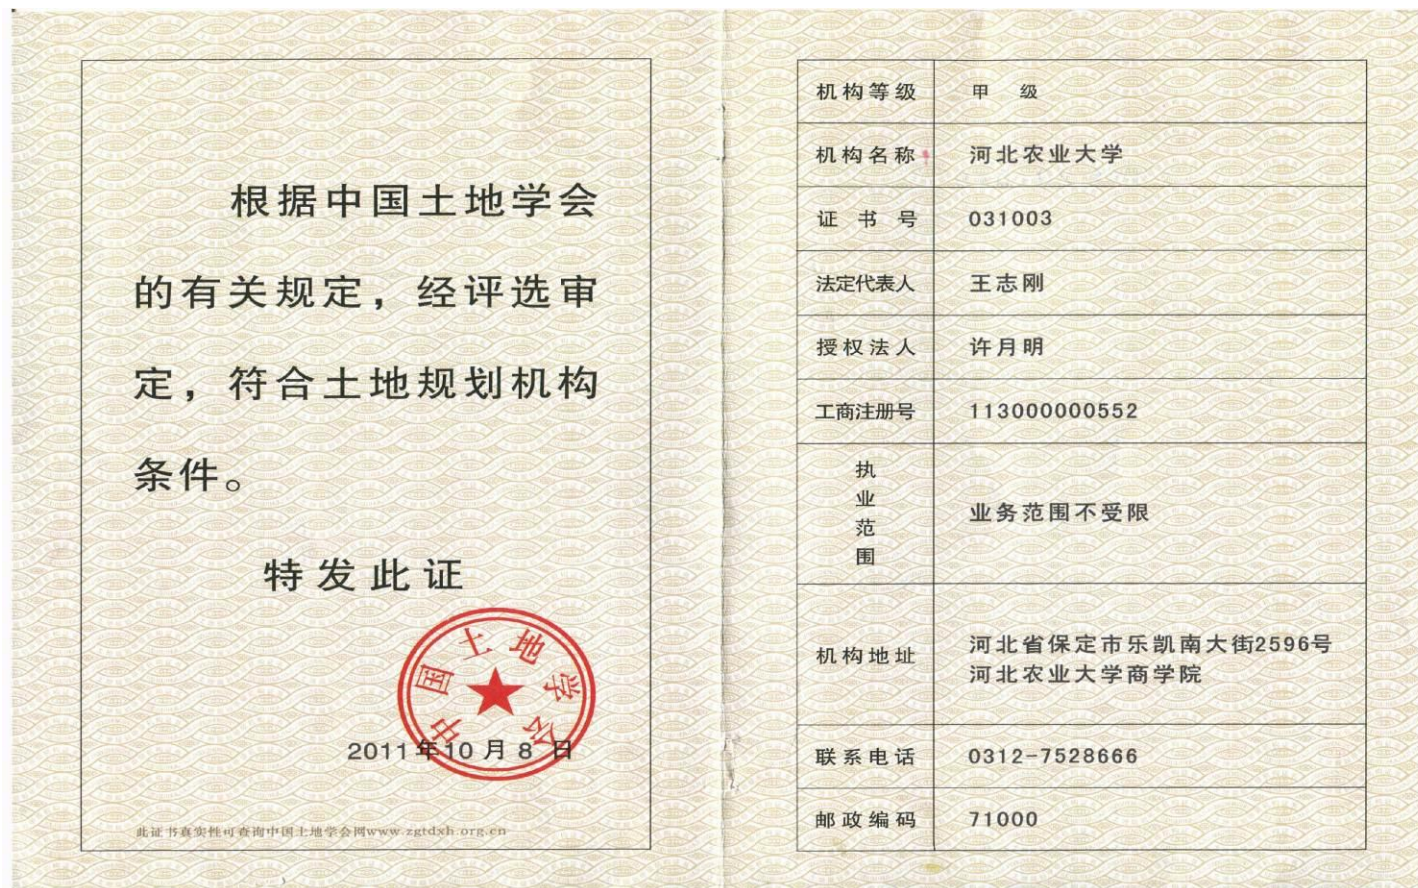 根据中国土地学会
的有关规定，经评选审
定，符合土地规划机构
条件。
特发此证
中国土地学会
2011年10月8日
此证书真实性可查询中国土地学会网www.zgtdxh.org.cn
机构等级 甲 级
机构名称 河北农业大学
证书号 031003
法定代表人 王志刚
授权法人 许月明
工商注册号 113000000552
执业范围 业务范围不受限
机构地址 河北省保定市乐凯南大街2596号
河北农业大学商学院
联系电话 0312-7528666
邮政编码 71000